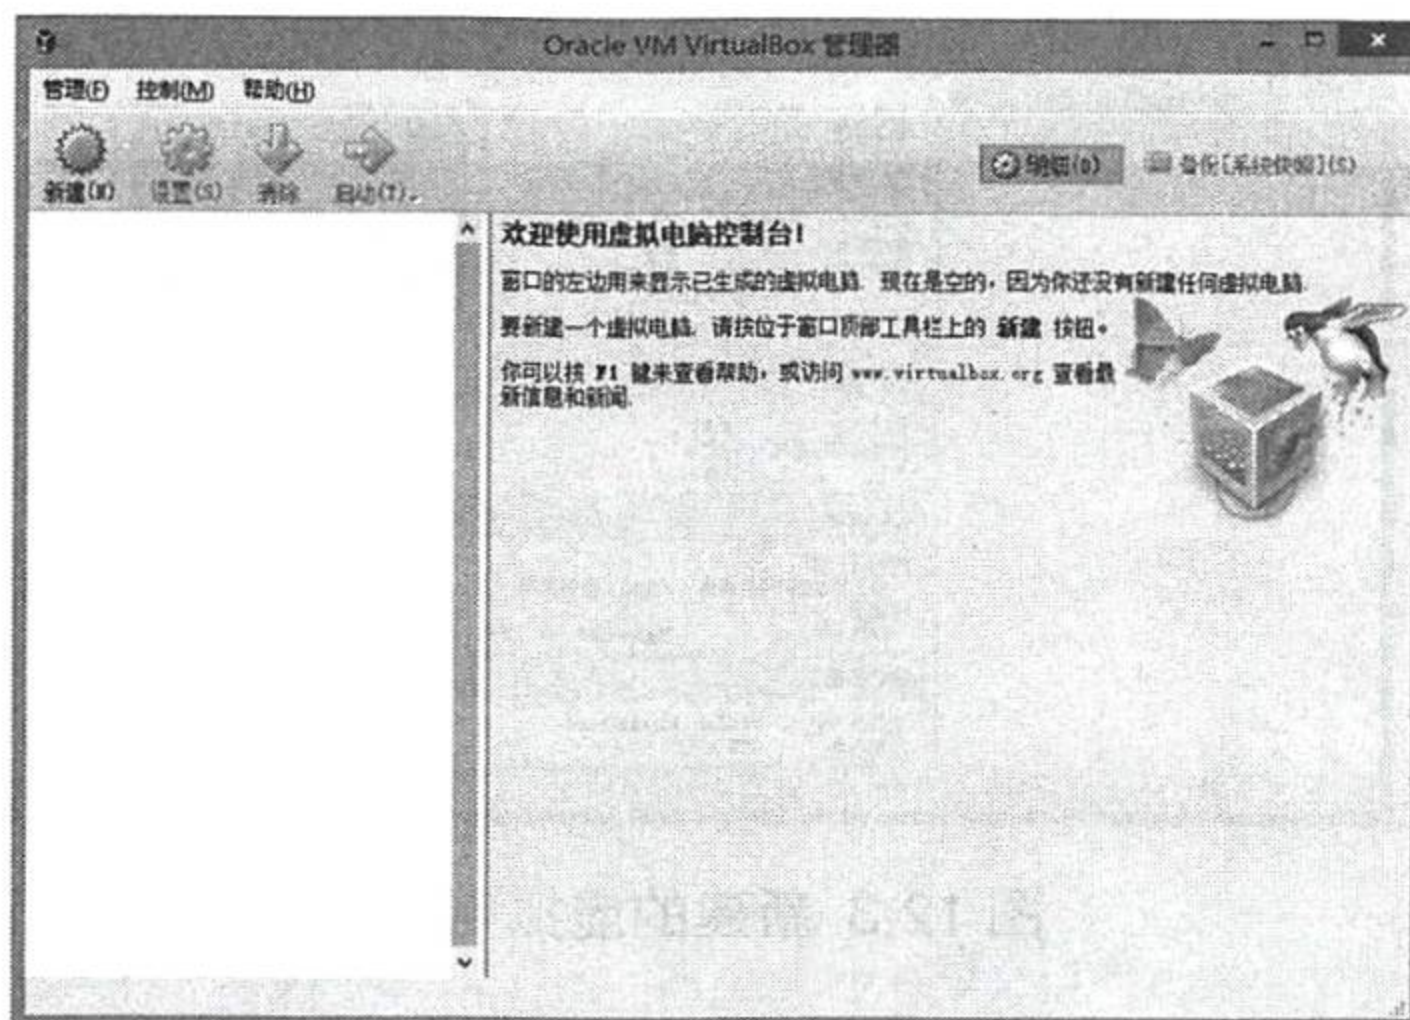 Oracle VM VirtualBox 管理器
管理(F) 控制(M) 帮助(H)
新建(N) 设置(S) 清除 启动(T)
明细(D) 备份[系统快照](S)
欢迎使用虚拟电脑控制台!
窗口的左边用来显示已生成的虚拟电脑. 现在是空的, 因为你还没有新建任何虚拟电脑.
要新建一个虚拟电脑, 请按位于窗口顶部工具栏上的 新建 按钮。
你可以按 F1 键来查看帮助, 或访问 www.virtualbox.org 查看最
新信息和新闻.